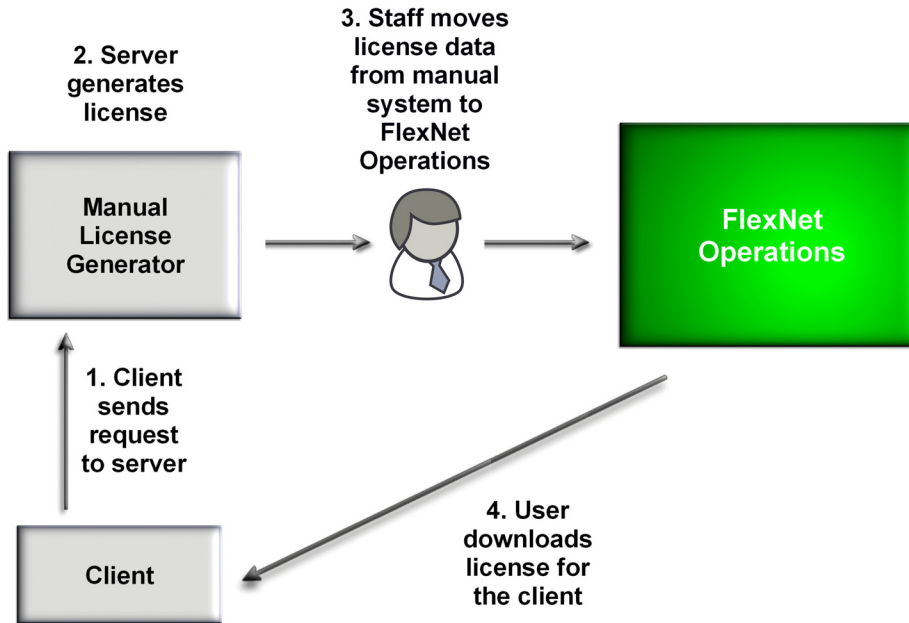 2. Server
generates
license
3. Staff moves
license data
from manual
system to
FlexNet
Operations
Manual
License
Generator
FlexNet
Operations
1. Client
sends
request
to server
Client
4. User
downloads
license for
the client